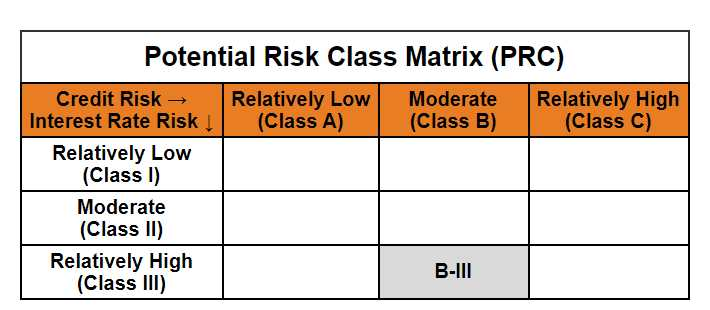 Potential Risk Class Matrix (PRC)
Credit Risk →
Interest Rate Risk ↓
Relatively Low
(Class A)
Moderate
(Class B)
Relatively High
(Class C)
Relatively Low
(Class I)
Moderate
(Class II)
Relatively High
(Class III)
B-III